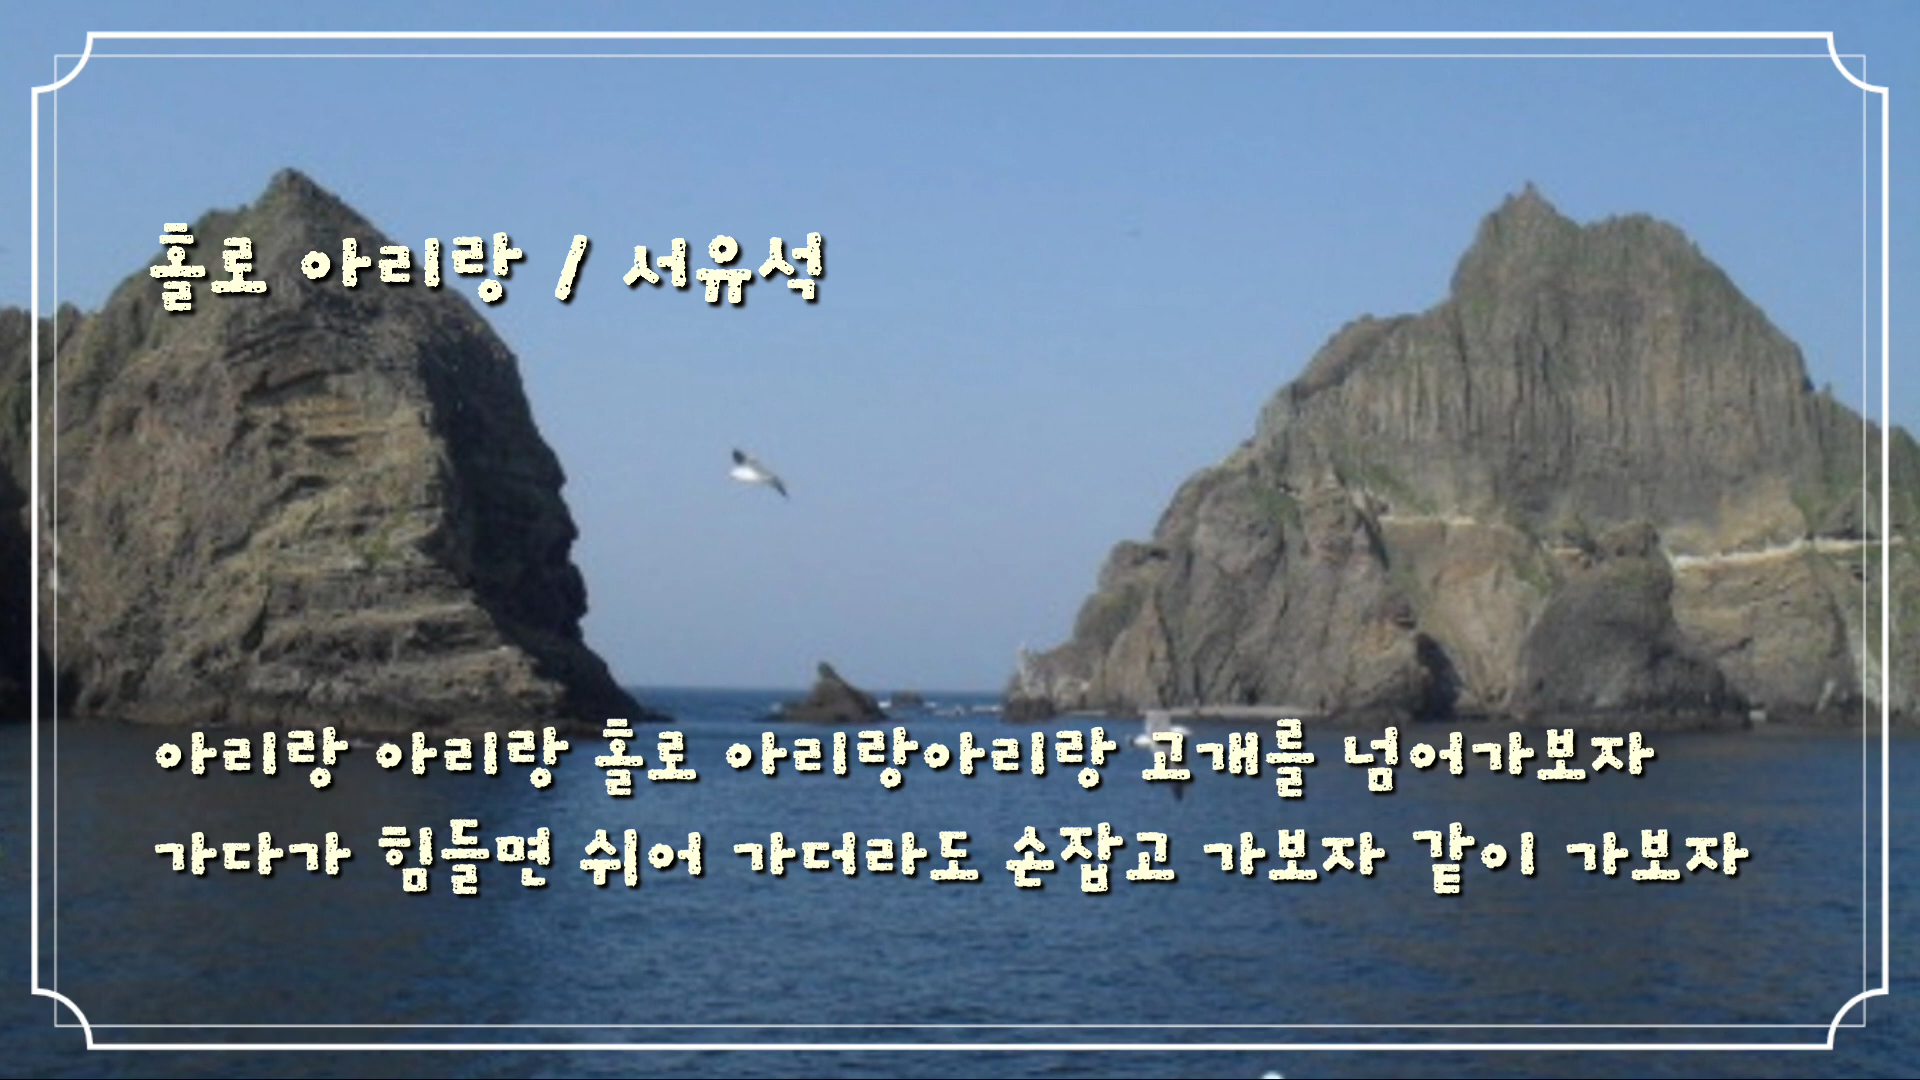 홀로 아리랑 / 서유석
아리랑 아리랑 홀로 아리랑아리랑 고개를 넘어가보자
가다가 힘들면 쉬어 가더라도 손잡고 가보자 같이 가보자